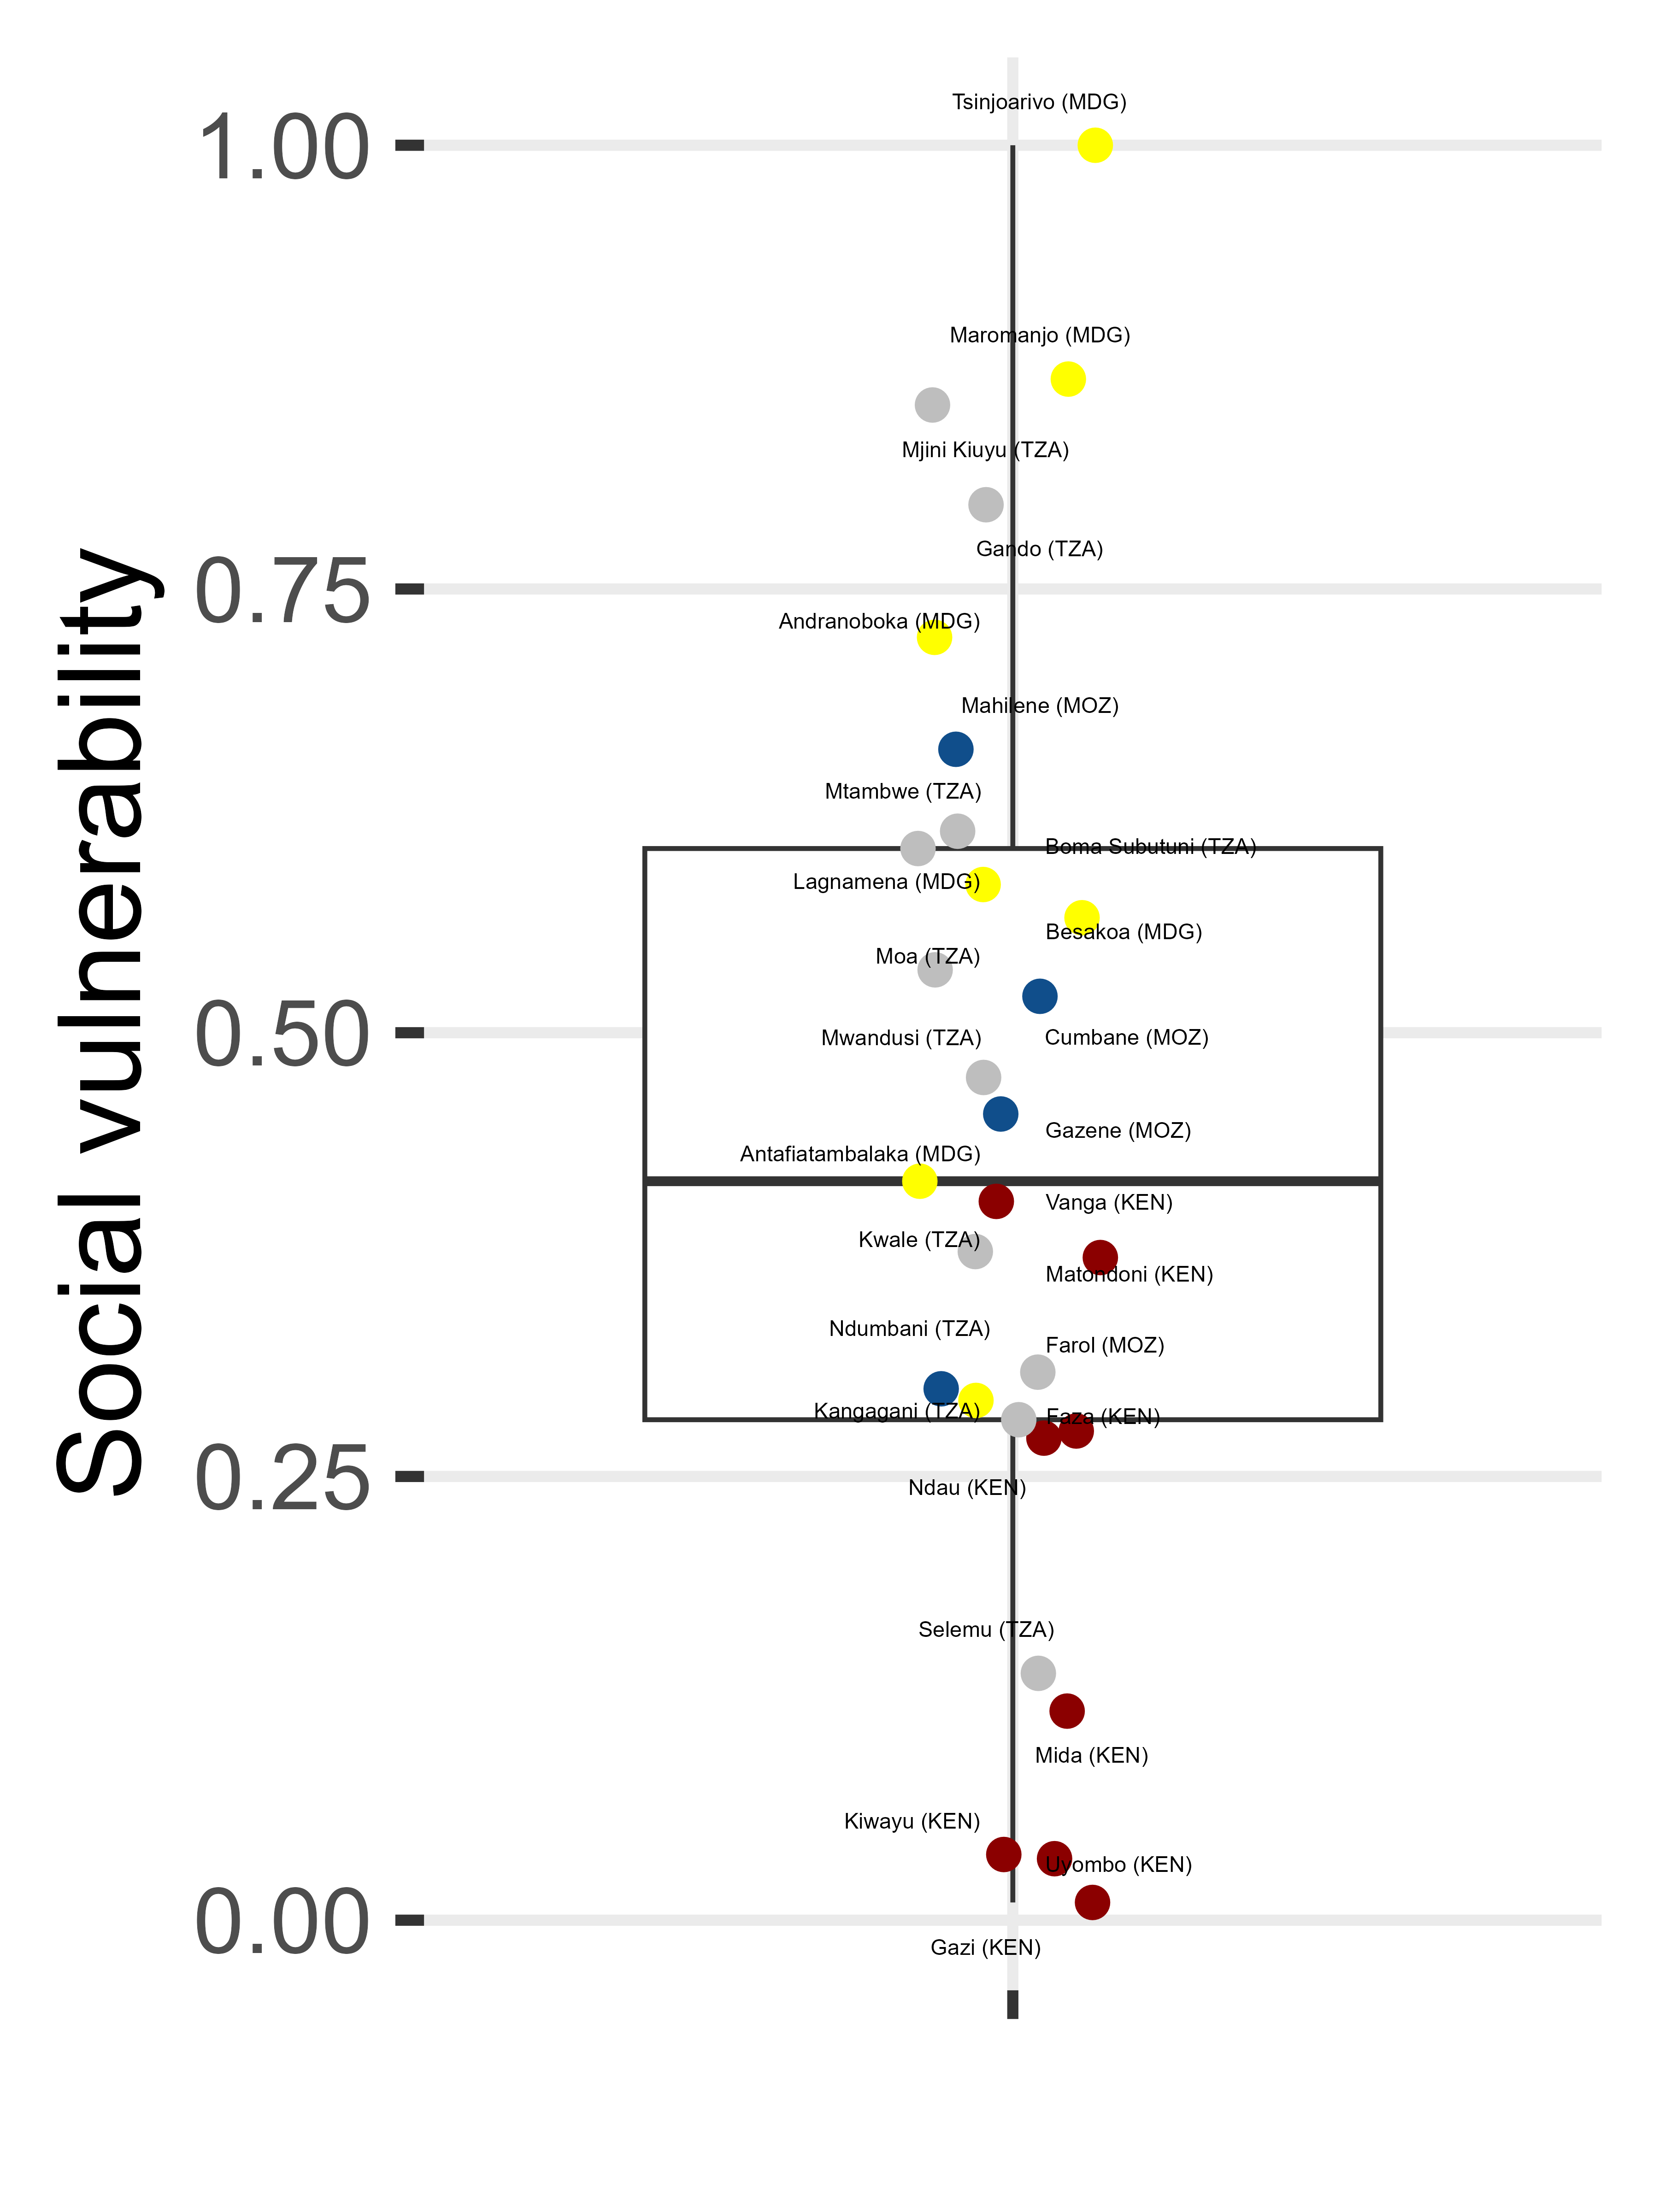 Social vulnerability
1.00
0.75
0.50
0.25
0.00
Tsinjoarivo (MDG)
Maromanjo (MDG)
Mjini Kiuyu (TZA)
Gando (TZA)
Andranoboka (MDG)
Mahilene (MOZ)
Mtambwe (TZA)
Boma Subutuni (TZA)
Lagnamena (MDG)
Besakoa (MDG)
Moa (TZA)
Mwandusi (TZA)
Cumbane (MOZ)
Gazene (MOZ)
Antafiatambalaka (MDG)
Vanga (KEN)
Kwale (TZA)
Matondoni (KEN)
Ndumbani (TZA)
Farol (MOZ)
Kangagani (TZA)
Faza (KEN)
Ndau (KEN)
Selemu (TZA)
Mida (KEN)
Kiwayu (KEN)
Uyombo (KEN)
Gazi (KEN)